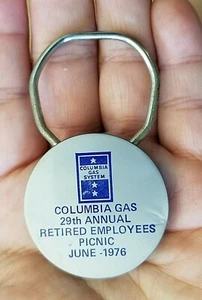 COLUMBIA
GAS
SYSTEM
COLUMBIA GAS
29th ANNUAL
RETIRED EMPLOYEES
PICNIC
JUNE -1976